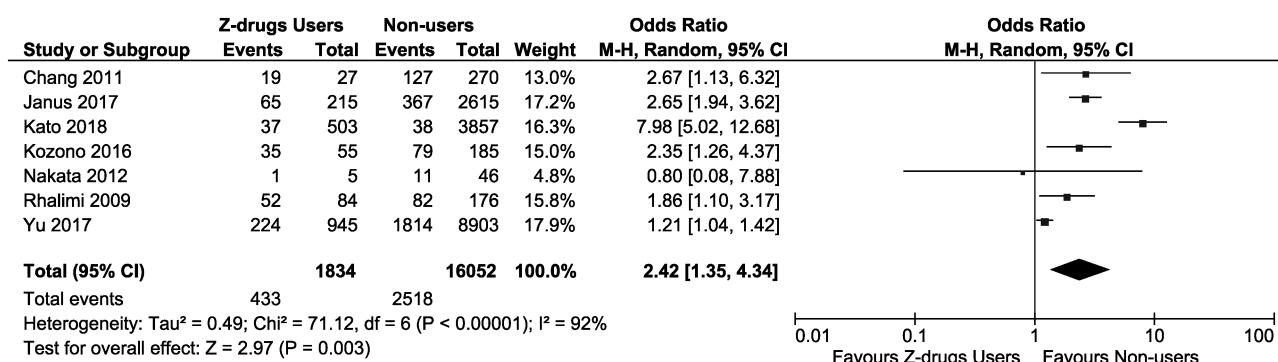 Z-drugs Users Non-users Odds Ratio Odds Ratio
Study or Subgroup Events Total Events Total Weight M-H, Random, 95% CI M-H, Random, 95% CI
Chang 2011 19 27 127 270 13.0% 2.67 [1.13, 6.32]
Janus 2017 65 215 367 2615 17.2% 2.65 [1.94, 3.62]
Kato 2018 37 503 38 3857 16.3% 7.98 [5.02, 12.68]
Kozono 2016 35 55 79 185 15.0% 2.35 [1.26, 4.37]
Nakata 2012 1 5 11 46 4.8% 0.80 [0.08, 7.88]
Rhalimi 2009 52 84 82 176 15.8% 1.86 [1.10, 3.17]
Yu 2017 224 945 1814 8903 17.9% 1.21 [1.04, 1.42]
Total (95% CI) 1834 16052 100.0% 2.42 [1.35, 4.34]
Total events 433 2518
Heterogeneity: Tau² = 0.49; Chi² = 71.12, df = 6 (P < 0.00001); I² = 92%
Test for overall effect: Z = 2.97 (P = 0.003)
0.01 0.1 1 10 100
Favours Z-drugs Users Favours Non-users